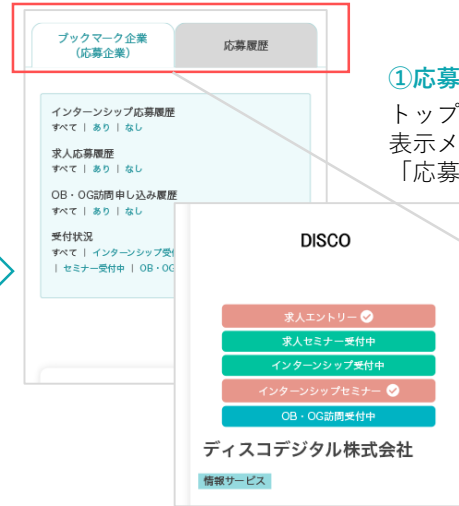 ブックマーク企業
（応募企業）
応募履歴
インターンシップ応募履歴
すべて | あり | なし
求人応募履歴
すべて | あり | なし
OB・OG訪問申し込み履歴
すべて | あり | なし
受付状況
すべて | インターンシップ受
| セミナー受付中 | OB・OG
①応募
トップ
表示メ
「応募
DISCO
求人エントリー
求人セミナー受付中
インターンシップ受付中
インターンシップセミナー
OB・OG訪問受付中
ディスコデジタル株式会社
情報サービス